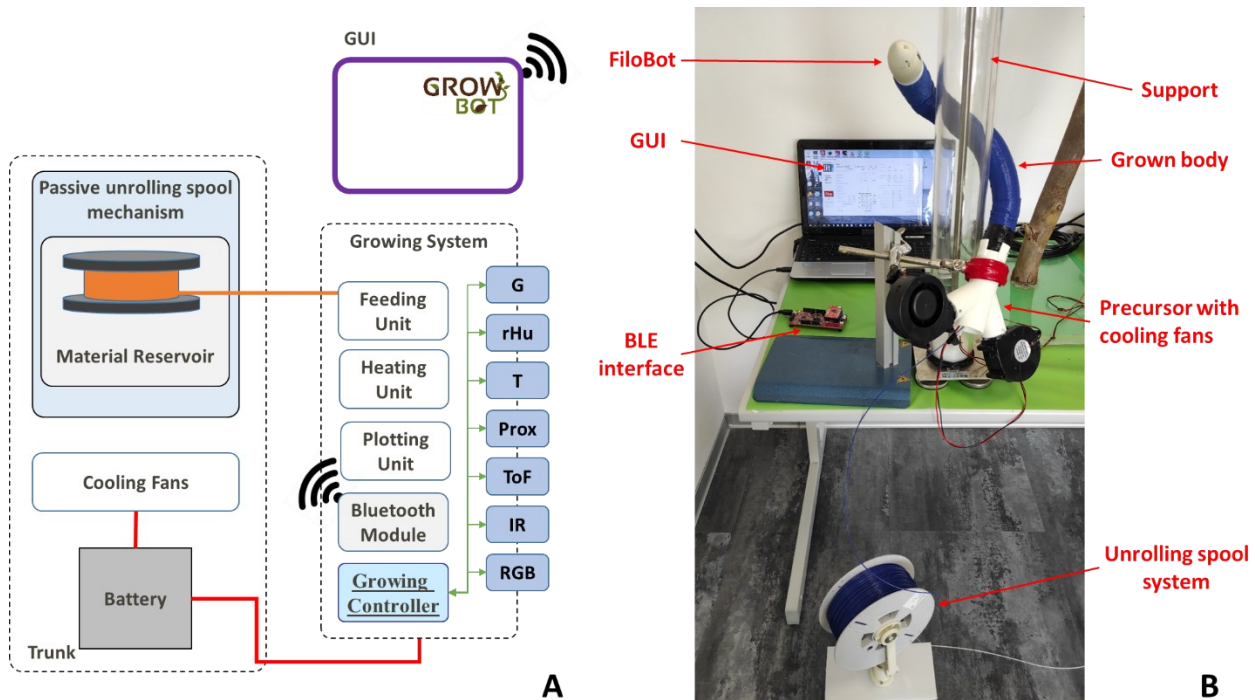 GUI
GROW
BOT
Passive unrolling spool
mechanism
Material Reservoir
Cooling Fans
Battery
Trunk
Growing System
Feeding
Unit
Heating
Unit
Plotting
Unit
Bluetooth
Module
Growing
Controller
G
rHu
T
Prox
ToF
IR
RGB
A
FiloBot
GUI
BLE
interface
Support
Grown body
Precursor with
cooling fans
Unrolling spool
system
B